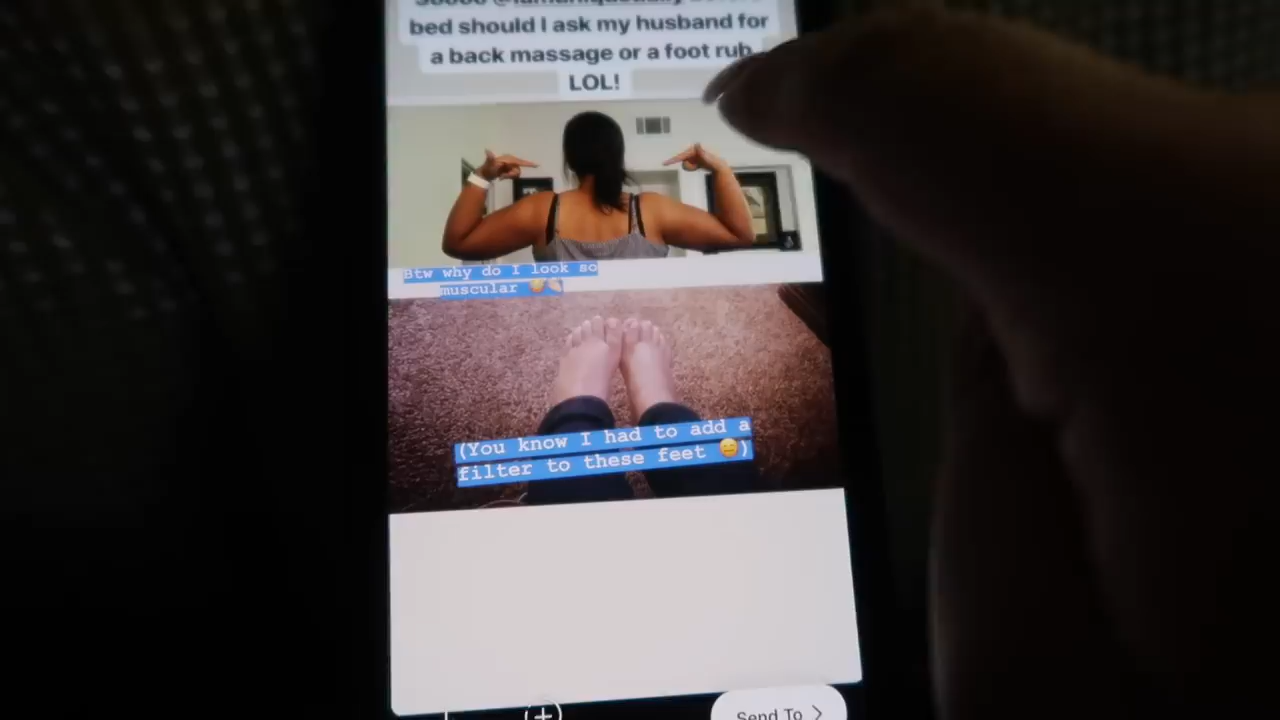 bed should I ask my husband for
a back massage or a foot rub
LOL!
Btw why do I look so
muscular
(You know I had to add a
filter to these feet 😑)
Send To